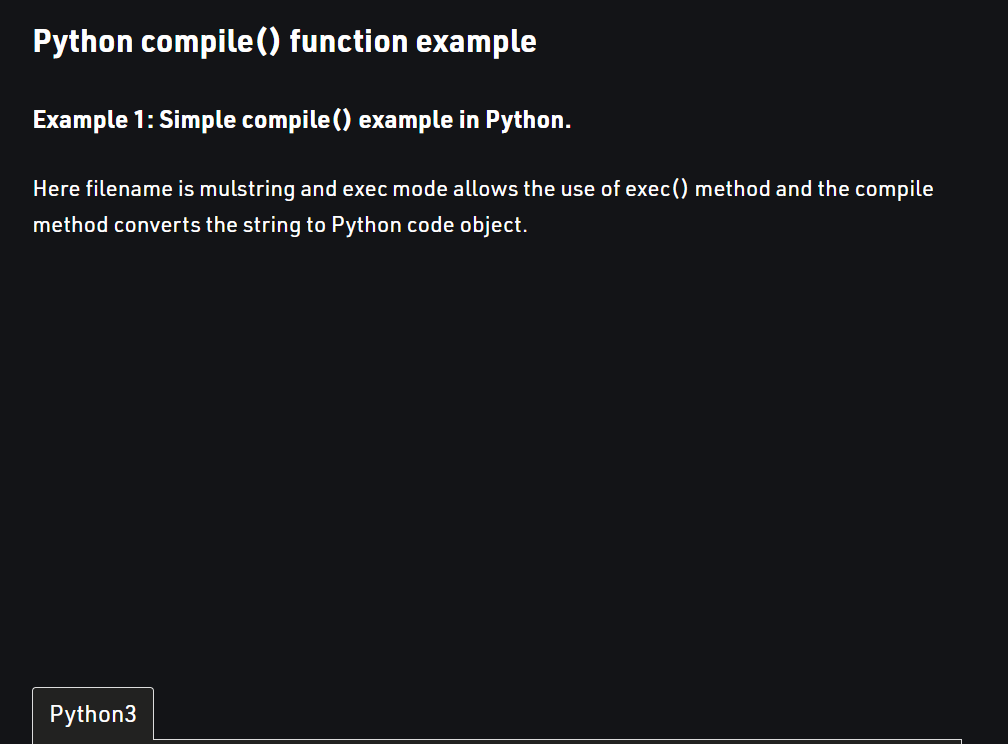 Python compile() function example
Example 1: Simple compile() example in Python.
Here filename is mulstring and exec mode allows the use of exec() method and the compile
method converts the string to Python code object.
Python3